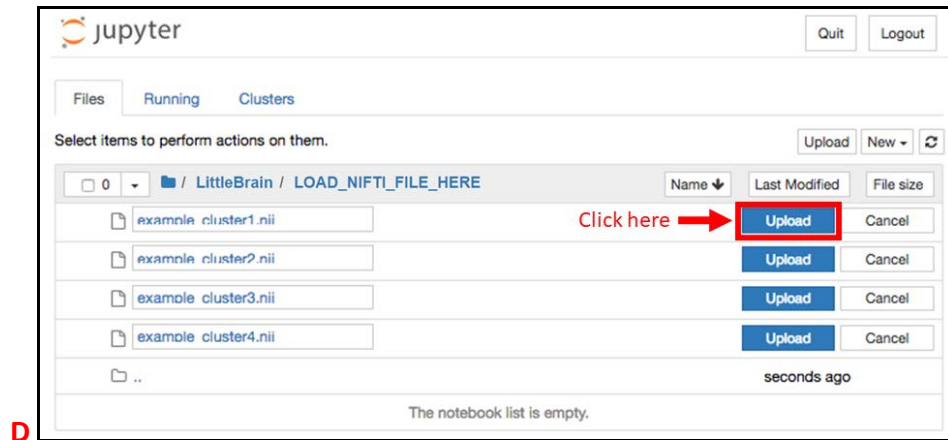 jupyter
Quit Logout
Files Running Clusters
Select items to perform actions on them.
Upload New
0 / LittleBrain / LOAD_NIFTI_FILE_HERE Name Last Modified File size
example_cluster1.nii Click here Upload Cancel
example_cluster2.nii Upload Cancel
example_cluster3.nii Upload Cancel
example_cluster4.nii Upload Cancel
.. seconds ago
The notebook list is empty.
D